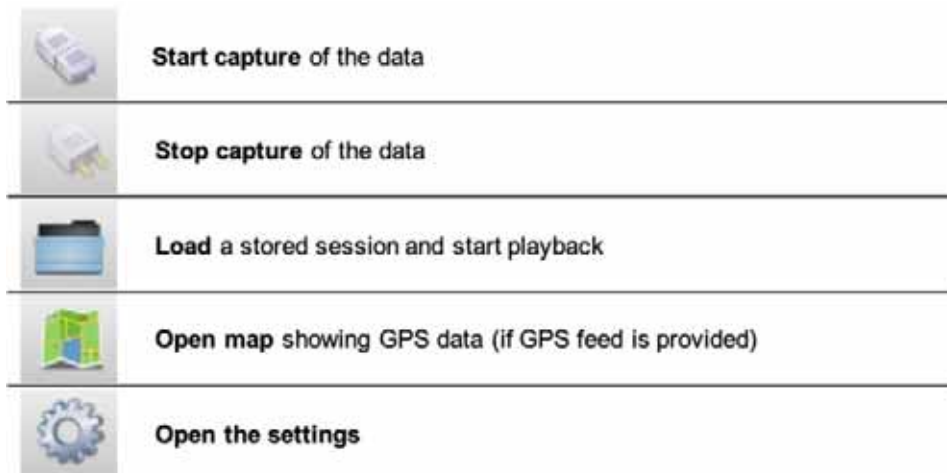 Start capture of the data
Stop capture of the data
Load a stored session and start playback
Open map showing GPS data (if GPS feed is provided)
Open the settings